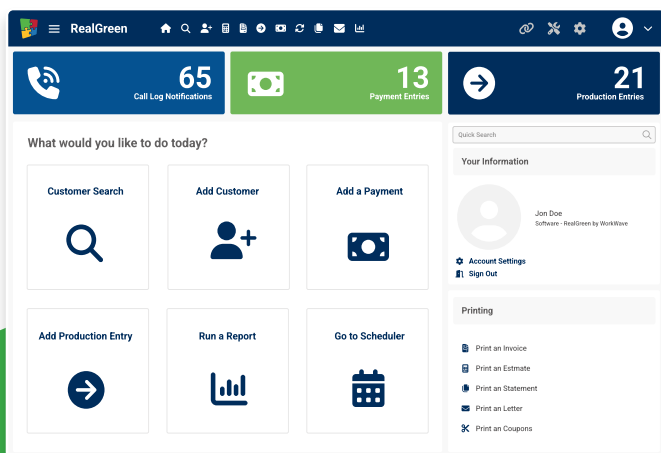 RealGreen
65
Call Log Notifications
13
Payment Entries
21
Production Entries
What would you like to do today?
Customer Search
Add Customer
Add a Payment
Add Production Entry
Run a Report
Go to Scheduler
Quick Search
Your Information
Jon Doe
Software - RealGreen by WorkWave
Account Settings
Sign Out
Printing
Print an Invoice
Print an Estmate
Print an Statement
Print an Letter
Print an Coupons